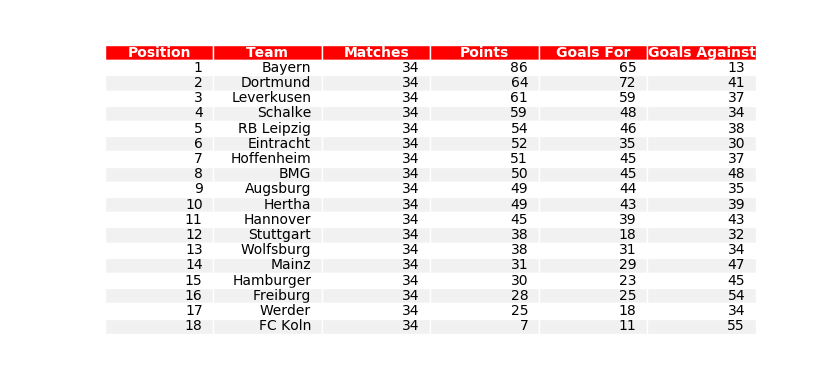 Position Team Matches Points Goals For Goals Against
1 Bayern 34 86 65 13
2 Dortmund 34 64 72 41
3 Leverkusen 34 61 59 37
4 Schalke 34 59 48 34
5 RB Leipzig 34 54 46 38
6 Eintracht 34 52 35 30
7 Hoffenheim 34 51 45 37
8 BMG 34 50 45 48
9 Augsburg 34 49 44 35
10 Hertha 34 49 43 39
11 Hannover 34 45 39 43
12 Stuttgart 34 38 18 32
13 Wolfsburg 34 38 31 34
14 Mainz 34 31 29 47
15 Hamburger 34 30 23 45
16 Freiburg 34 28 25 54
17 Werder 34 25 18 34
18 FC Koln 34 7 11 55